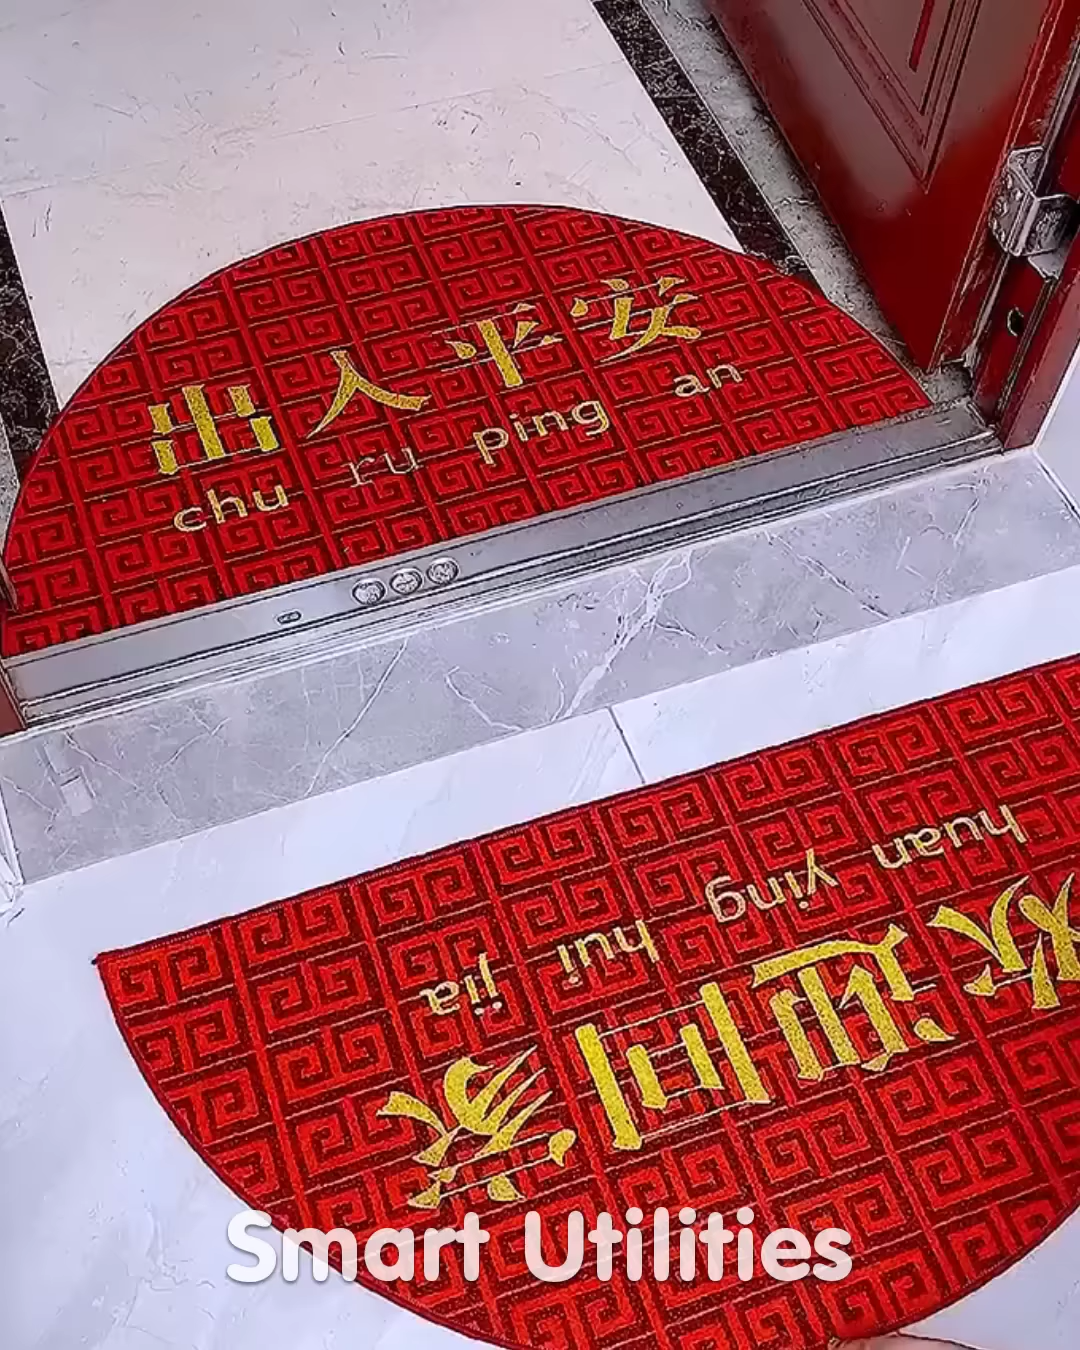 出入平安
chu ru ping an
欢迎回家
huan ying hui jia
Smart Utilities